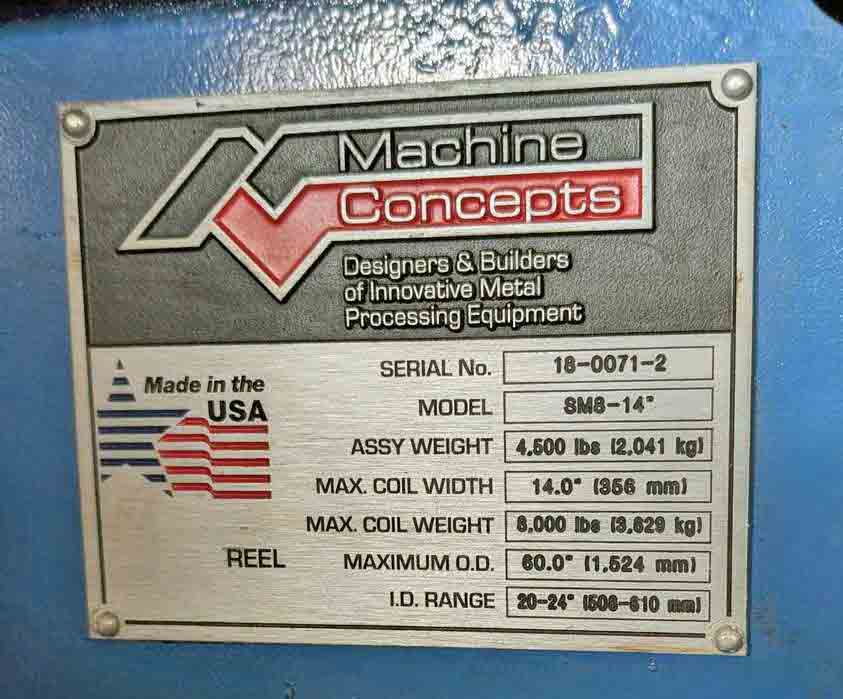 Machine
Concepts
Designers & Builders
of Innovative Metal
Processing Equipment
Made in the
USA
SERIAL No. 18-0071-2
MODEL SM8-14"
ASSY WEIGHT 4,500 lbs (2,041 kg)
MAX. COIL WIDTH 14.0" (356 mm)
MAX. COIL WEIGHT 8,000 lbs (3,629 kg)
REEL MAXIMUM O.D. 60.0" (1,524 mm)
I.D. RANGE 20-24" (508-610 mm)